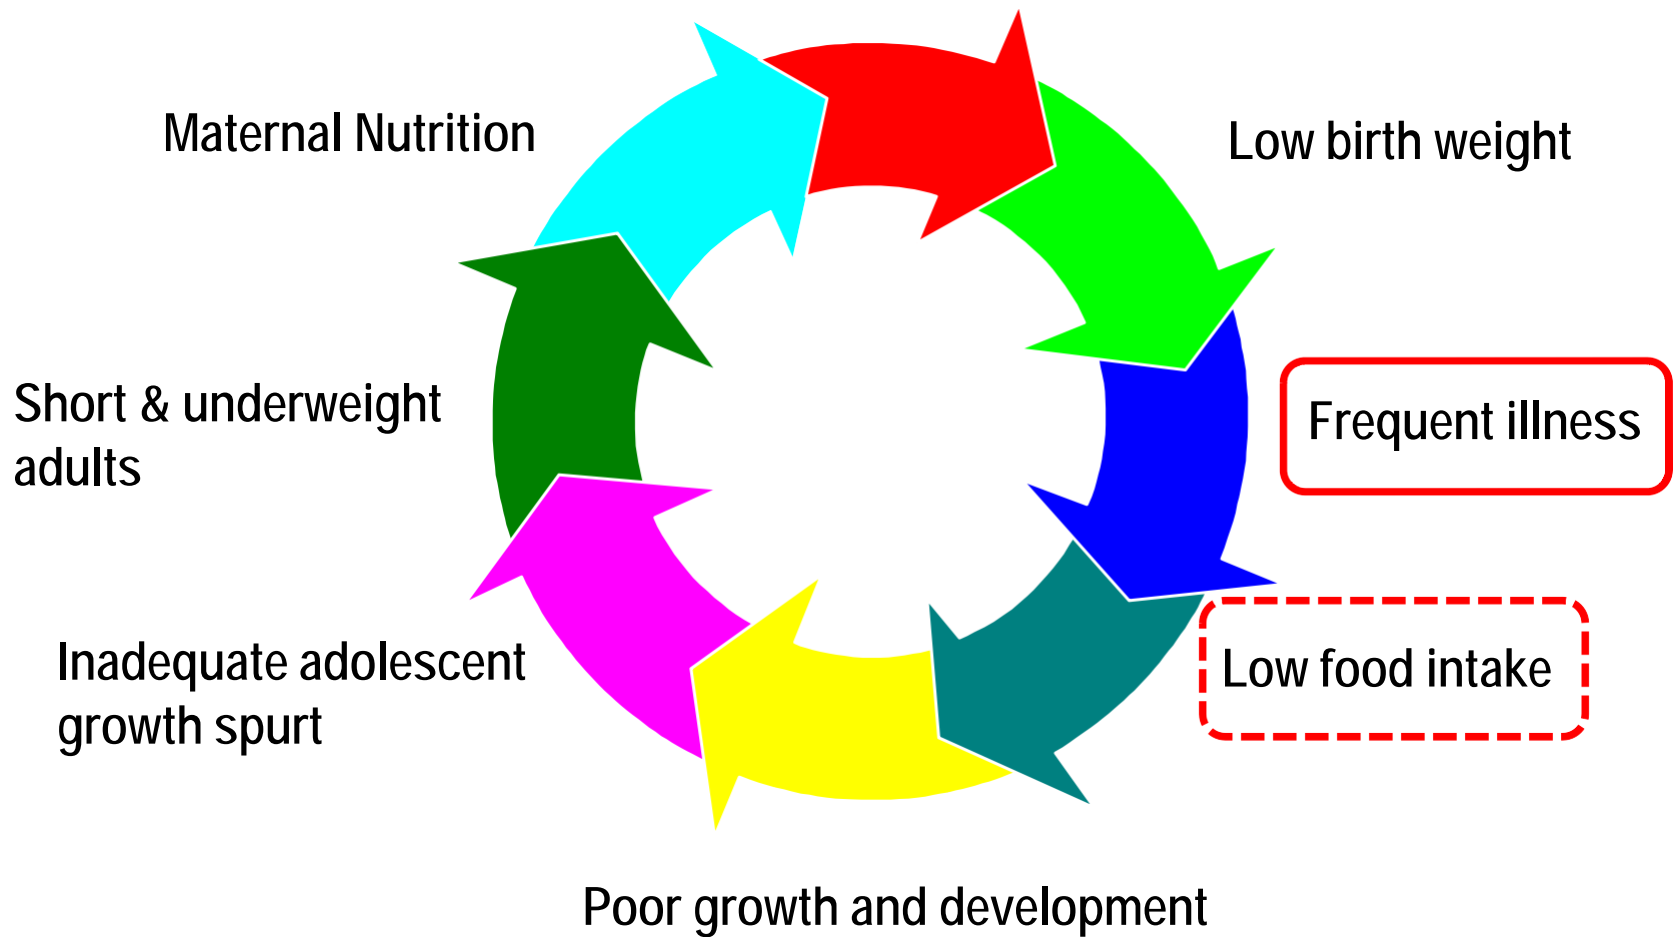 Maternal Nutrition
Low birth weight
Short & underweight
adults
Frequent illness
Inadequate adolescent
growth spurt
Low food intake
Poor growth and development